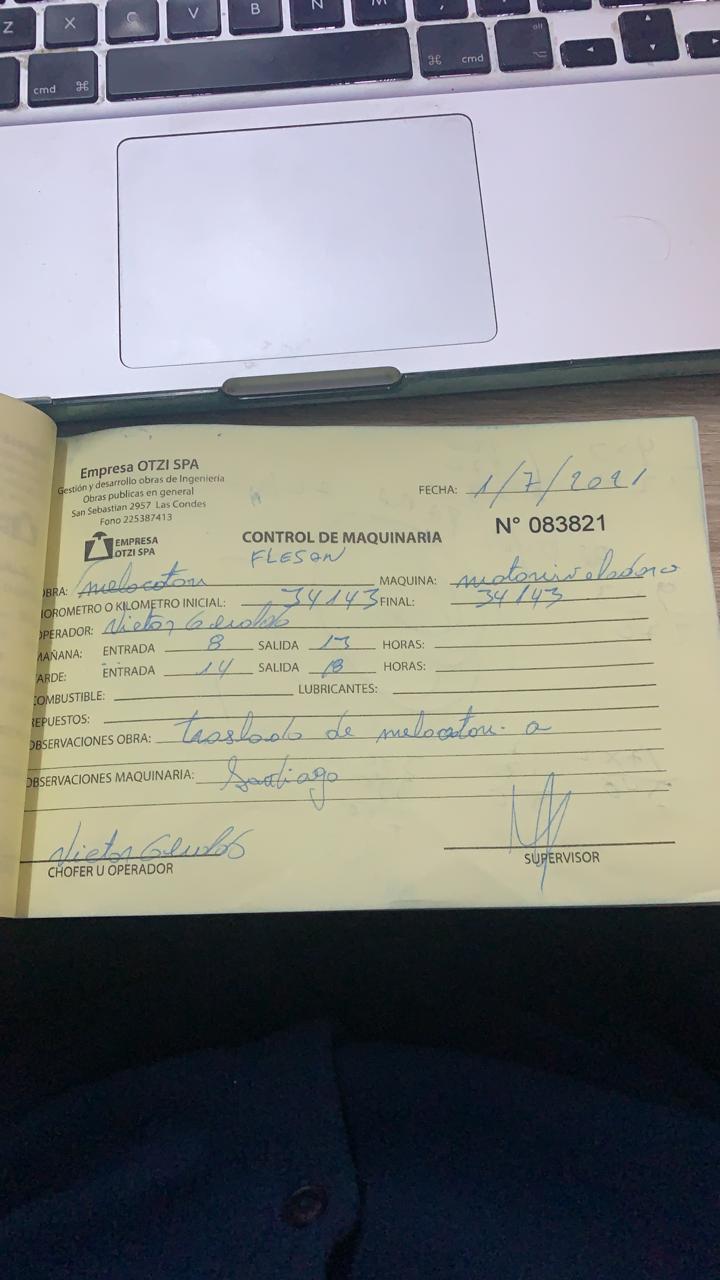 Z X C V B N M
cmd ⌘ ⌘ cmd alt ⌥
Empresa OTZI SPA
Gestión y desarrollo obras de Ingeniería
Obras publicas en general
San Sebastian 2957 Las Condes
Fono 225387413
EMPRESA
OTZI SPA
FECHA: 1/7/2021
N° 083821
CONTROL DE MAQUINARIA
FLESAN
OBRA: melocoton MAQUINA: motoniveladora
HOROMETRO O KILOMETRO INICIAL: 34143 FINAL: 34143
OPERADOR: Victor
MAÑANA: ENTRADA 8 SALIDA 13 HORAS:
TARDE: ENTRADA 14 SALIDA 18 HORAS:
COMBUSTIBLE: LUBRICANTES:
REPUESTOS:
OBSERVACIONES OBRA: traslado de melocoton a
OBSERVACIONES MAQUINARIA: Santiago
Victor
CHOFER U OPERADOR SUPERVISOR